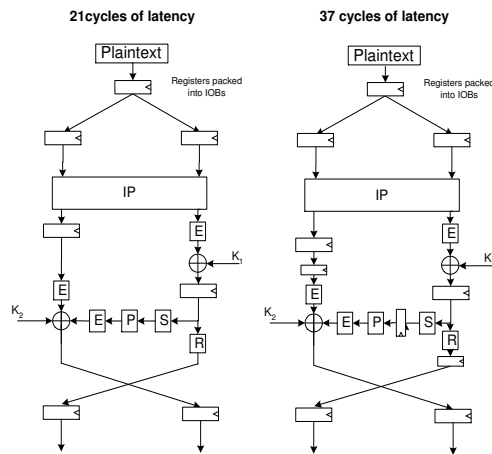 21cycles of latency
Plaintext
Registers packed
into IOBs
IP
E
K1
E
K2
E
P
S
R
37 cycles of latency
Plaintext
Registers packed
into IOBs
IP
E
K
E
K2
E
P
S
R